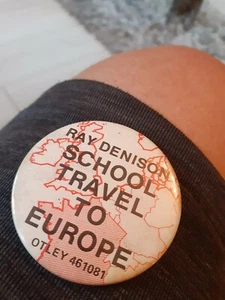 RAY DENISON
SCHOOL
TRAVEL
TO
EUROPE
OTLEY 461081